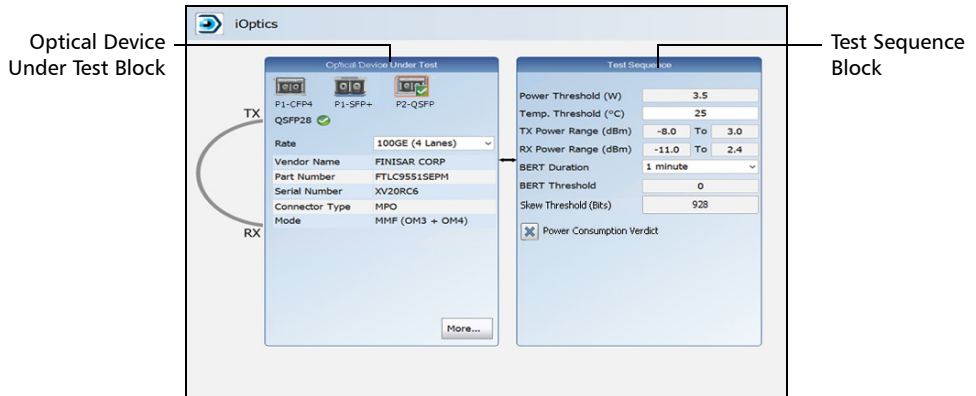 iOptics
Optical Device
Under Test Block
Test Sequence
Block
Optical Device Under Test
P1-CFP4 P1-SFP+ P2-QSFP
TX
QSFP28
Rate 100GE (4 Lanes)
Vendor Name FINISAR CORP
Part Number FTLC9551SEPM
Serial Number XV20RC6
Connector Type MPO
Mode MMF (OM3 + OM4)
RX
More...
Test Sequence
Power Threshold (W) 3.5
Temp. Threshold (°C) 25
TX Power Range (dBm) -8.0 To 3.0
RX Power Range (dBm) -11.0 To 2.4
BERT Duration 1 minute
BERT Threshold 0
Skew Threshold (Bits) 928
Power Consumption Verdict